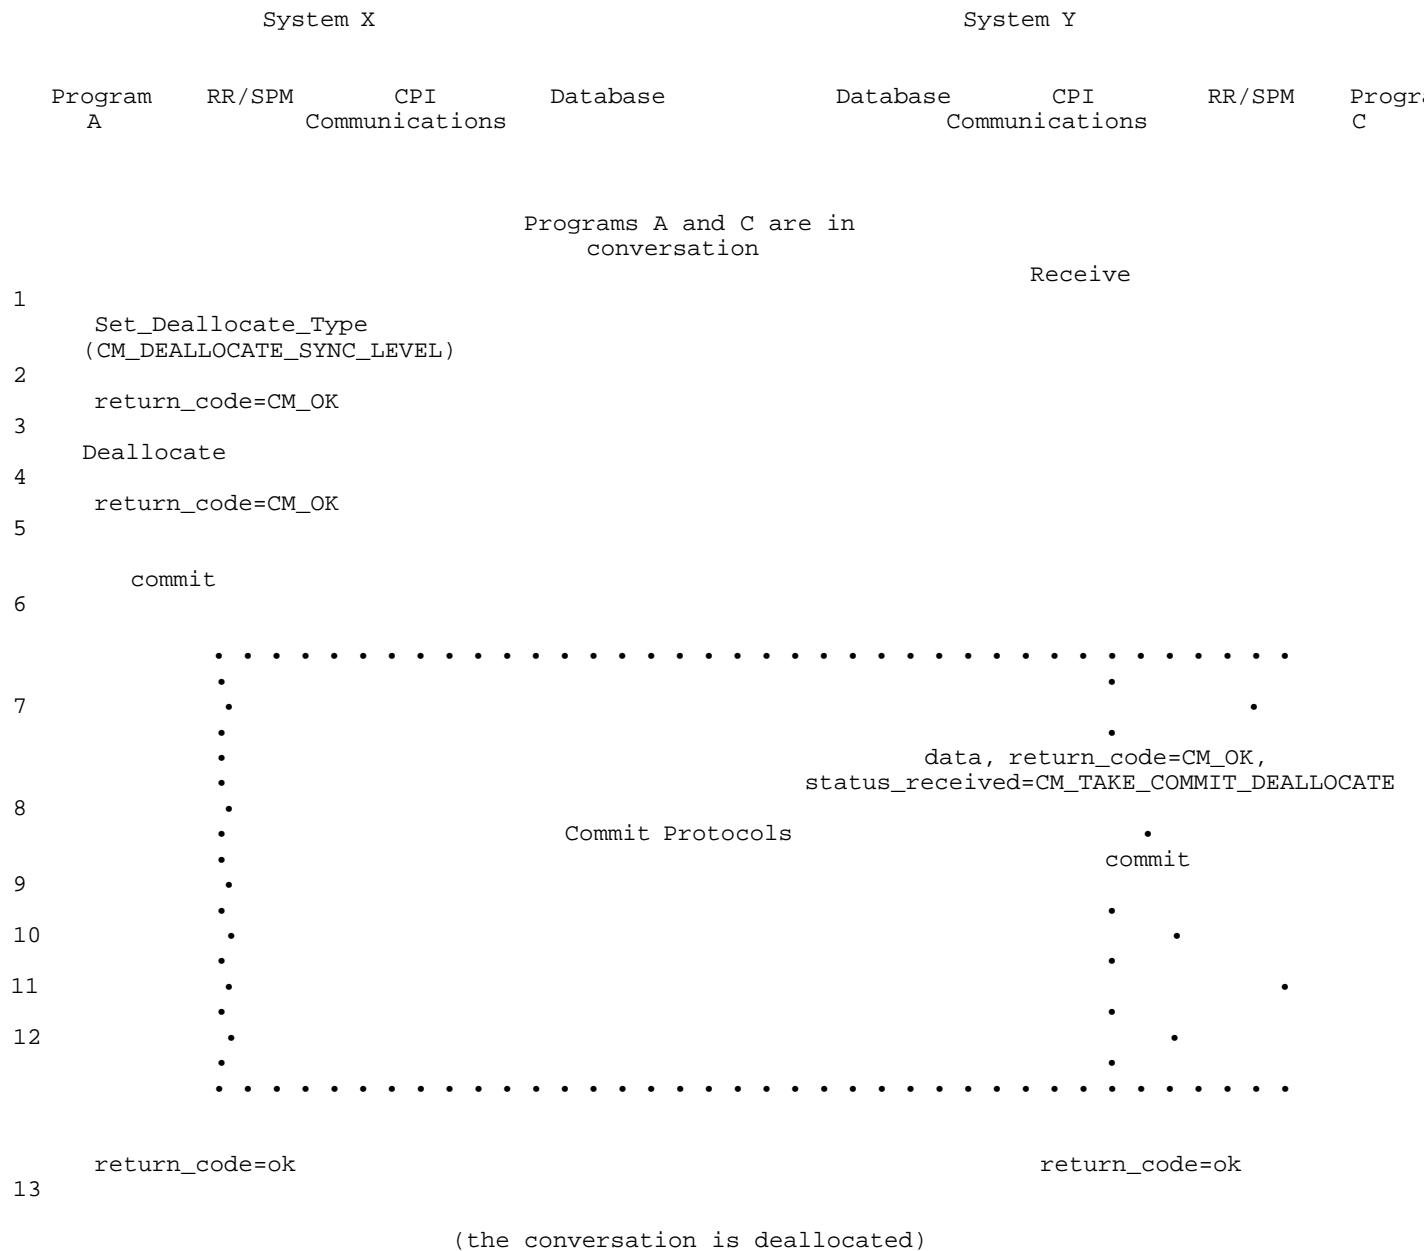 System X System Y
Program RR/SPM CPI Database Database CPI RR/SPM
A Communications Communications C
Programs A and C are in
conversation
Receive
1
Set_Deallocate_Type
(CM_DEALLOCATE_SYNC_LEVEL)
2
return_code=CM_OK
3
Deallocate
4
return_code=CM_OK
5
commit
6
7
data, return_code=CM_OK,
status_received=CM_TAKE_COMMIT_DEALLOCATE
8
Commit Protocols
commit
9
10
11
12
return_code=ok return_code=ok
13
(the conversation is deallocated)